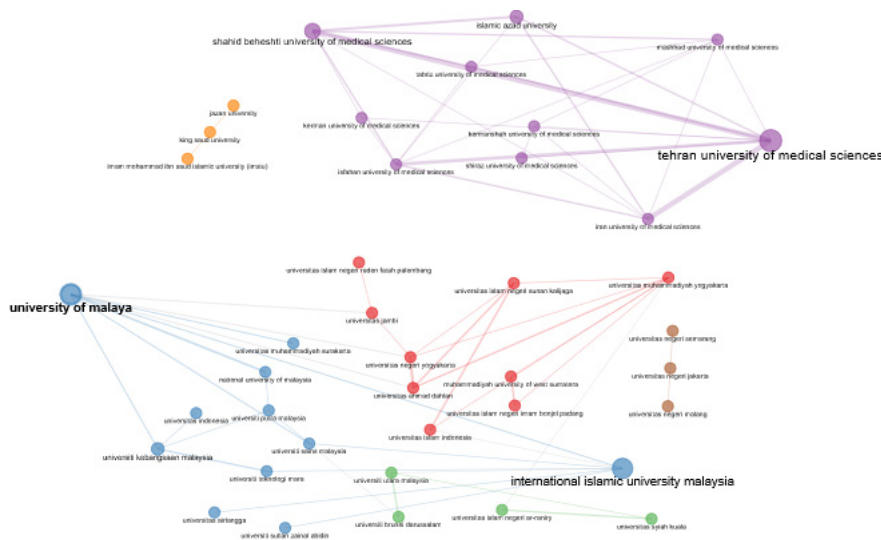 islamic azad university
shahid beheshti university of medical sciences
mashhad university of medical sciences
tabriz university of medical sciences
jazan university
kerman university of medical sciences
king saud university
kermanshah university of medical sciences
tehran university of medical sciences
imam mohammad ibn saud islamic university (imsiu)
isfahan university of medical sciences
shiraz university of medical sciences
iran university of medical sciences
universitas islam negeri raden fatah palembang
universitas islam negeri sunan kalijaga
universitas muhammadiyah yogyakarta
university of malaya
universitas jambi
universitas negeri semarang
universitas muhammadiyah surakarta
universitas negeri yogyakarta
universitas negeri jakarta
national university of malaysia
muhammadiyah university of west sumatera
universitas ahmad dahlan
universitas negeri malang
universitas indonesia
universiti putra malaysia
universitas islam negeri imam bonjol padang
universitas islam indonesia
universiti sains malaysia
universiti kebangsaan malaysia
universiti teknologi mara
universiti utara malaysia
international islamic university malaysia
universitas airlangga
universiti brunei darussalam
universitas islam negeri ar-raniry
universitas syiah kuala
universiti sultan zainal abidin